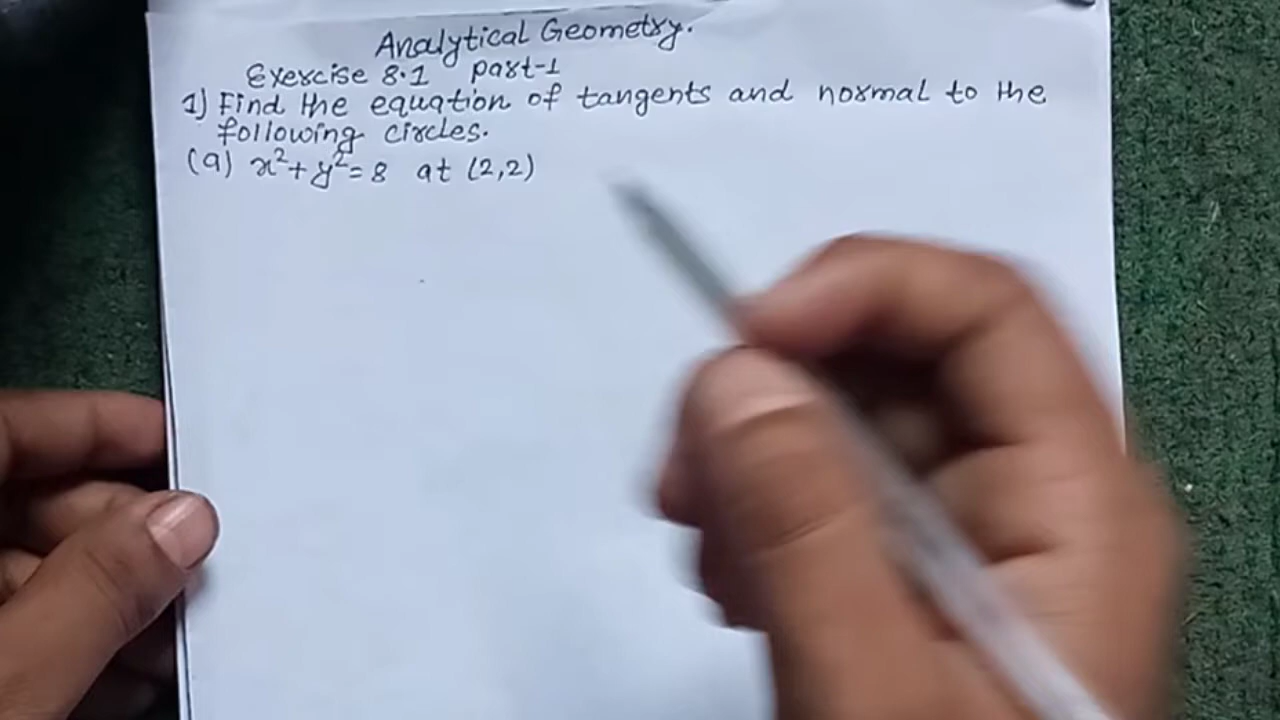 Analytical Geometry.
Exercise 8.1 part-1
1) Find the equation of tangents and normal to the
following circles.
(a) x²+y²=8 at (2,2)